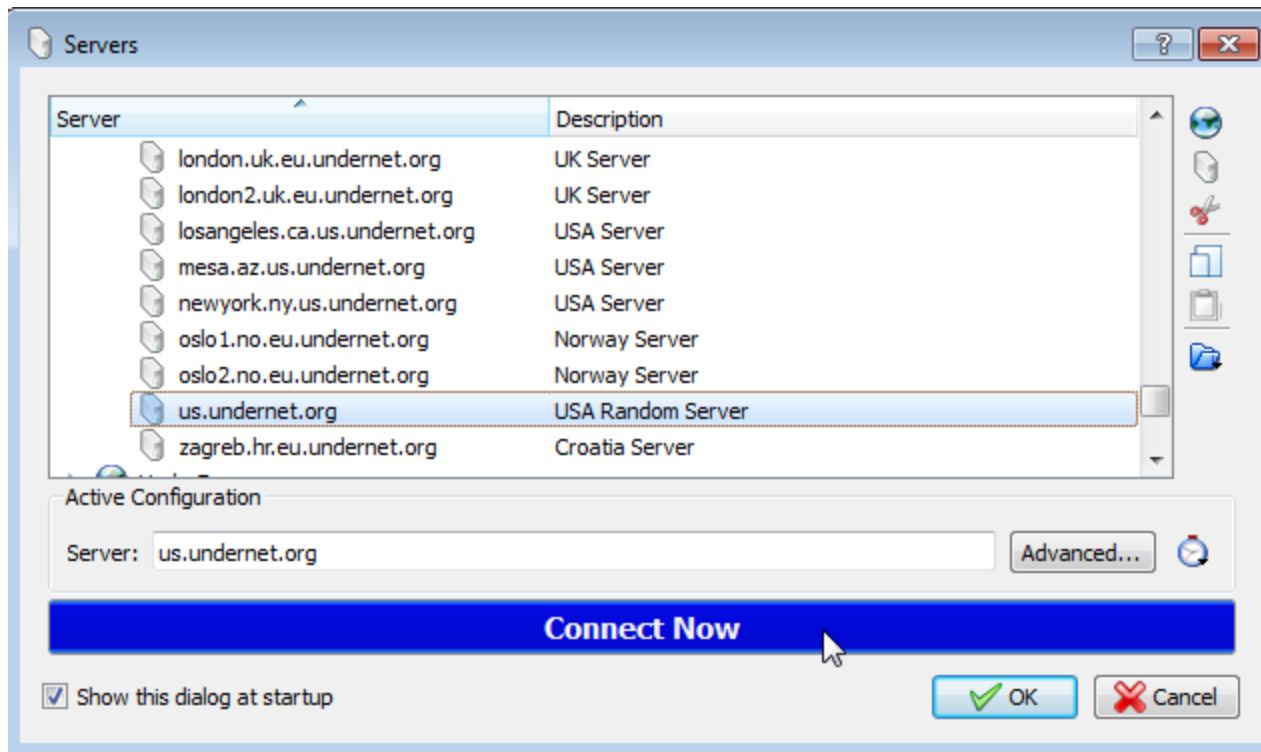 Servers
Server Description
london.uk.eu.undernet.org UK Server
london2.uk.eu.undernet.org UK Server
losangeles.ca.us.undernet.org USA Server
mesa.az.us.undernet.org USA Server
newyork.ny.us.undernet.org USA Server
oslo1.no.eu.undernet.org Norway Server
oslo2.no.eu.undernet.org Norway Server
us.undernet.org USA Random Server
zagreb.hr.eu.undernet.org Croatia Server
Active Configuration
Server: us.undernet.org Advanced...
Connect Now
Show this dialog at startup OK Cancel